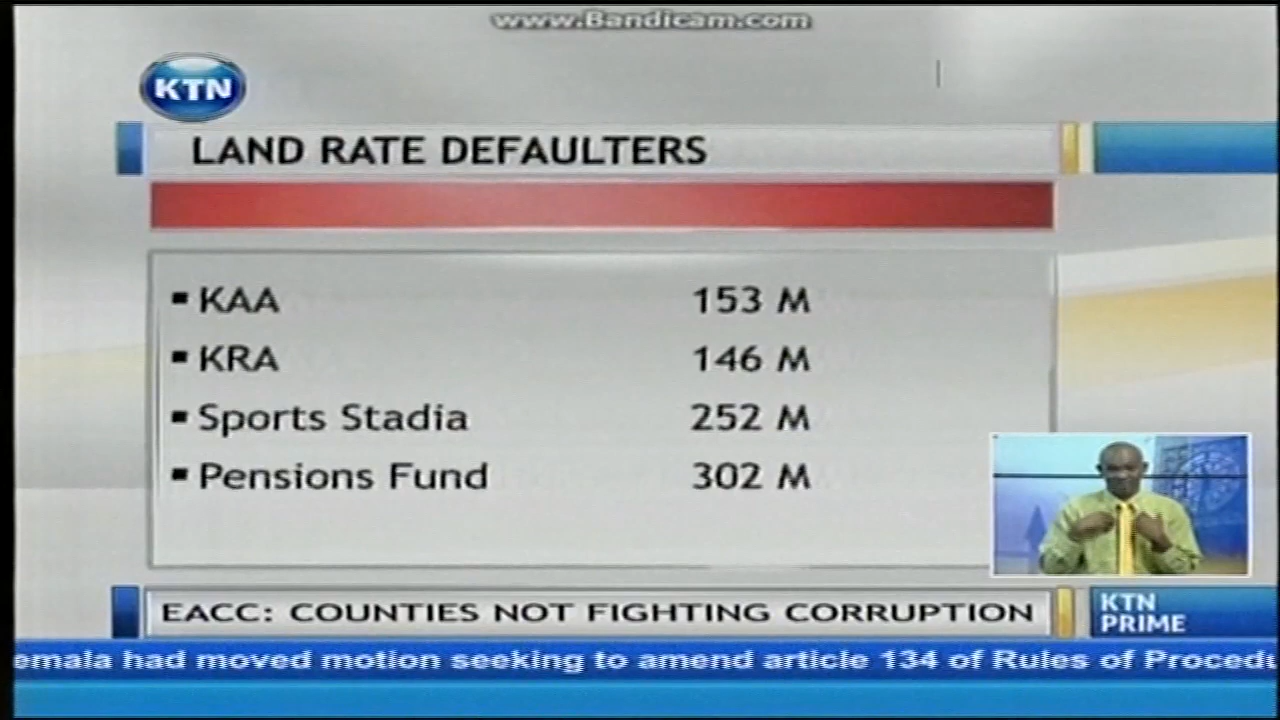 www.Bandicam.com
KTN
LAND RATE DEFAULTERS
▪ KAA 153 M
▪ KRA 146 M
▪ Sports Stadia 252 M
▪ Pensions Fund 302 M
EACC: COUNTIES NOT FIGHTING CORRUPTION
KTN
PRIME
emala had moved motion seeking to amend article 134 of Rules of Procedu